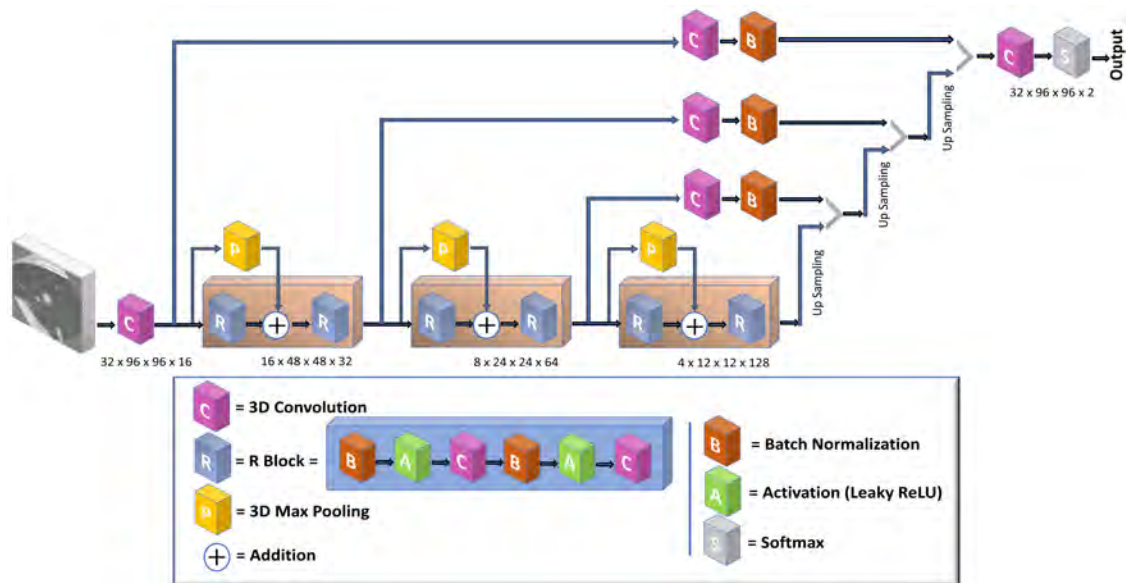 C B
C B
C B
Up Sampling
Up Sampling
Up Sampling
C S
Output
32 x 96 x 96 x 2
P P P
C R R R R R R
32 x 96 x 96 x 16
16 x 48 x 48 x 32
8 x 24 x 24 x 64
4 x 12 x 12 x 128
C = 3D Convolution
R = R Block = B A C B A C
P = 3D Max Pooling
+ = Addition
B = Batch Normalization
A = Activation (Leaky ReLU)
S = Softmax